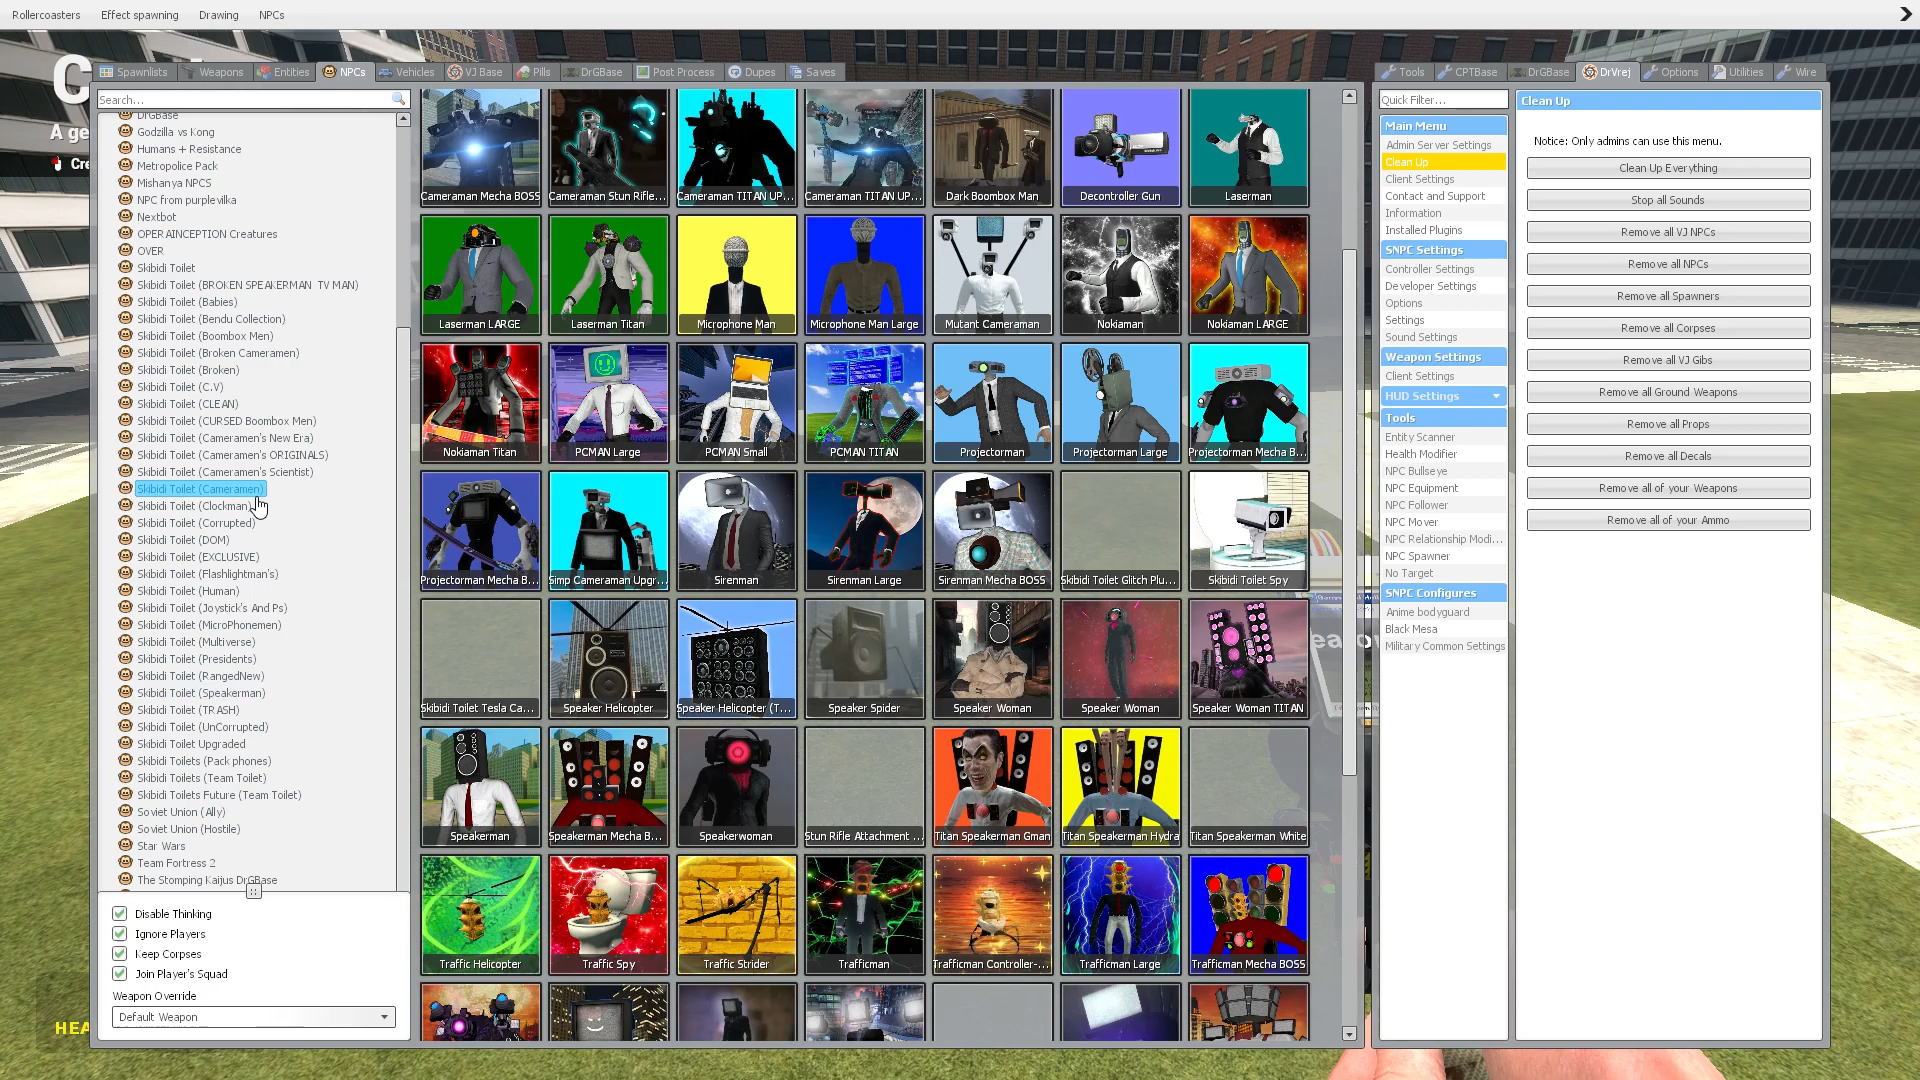 Rollercoasters Effect spawning Drawing NPCs
C
A ge
Cre
Spawnlists Weapons Entities NPCs Vehicles VJ Base Pills DrGBase Post Process Dupes Saves
Search...
DrGBase
Godzilla vs Kong
Humans + Resistance
Metropolice Pack
Mishanya NPCS
NPC from purplevilka
Nextbot
OPERAINCEPTION Creatures
OVER
Skibidi Toilet
Skibidi Toilet (BROKEN SPEAKERMAN TV MAN)
Skibidi Toilet (Babies)
Skibidi Toilet (Bendu Collection)
Skibidi Toilet (Boombox Men)
Skibidi Toilet (Broken Cameramen)
Skibidi Toilet (Broken)
Skibidi Toilet (C.V)
Skibidi Toilet (CLEAN)
Skibidi Toilet (CURSED Boombox Men)
Skibidi Toilet (Cameramen's New Era)
Skibidi Toilet (Cameramen's ORIGINALS)
Skibidi Toilet (Cameramen's Scientist)
Skibidi Toilet (Cameramen)
Skibidi Toilet (Clockman)
Skibidi Toilet (Corrupted)
Skibidi Toilet (DOM)
Skibidi Toilet (EXCLUSIVE)
Skibidi Toilet (Flashlightman's)
Skibidi Toilet (Human)
Skibidi Toilet (Joystick's And Ps)
Skibidi Toilet (MicroPhonemen)
Skibidi Toilet (Multiverse)
Skibidi Toilet (Presidents)
Skibidi Toilet (RangedNew)
Skibidi Toilet (Speakerman)
Skibidi Toilet (TRASH)
Skibidi Toilet (UnCorrupted)
Skibidi Toilet Upgraded
Skibidi Toilets (Pack phones)
Skibidi Toilets (Team Toilet)
Skibidi Toilets Future (Team Toilet)
Soviet Union (Ally)
Soviet Union (Hostile)
Star Wars
Team Fortress 2
The Stomping Kaijus DrGBase
Disable Thinking
Ignore Players
Keep Corpses
Join Player's Squad
Weapon Override
Default Weapon
HEA
Cameraman Mecha BOSS Cameraman Stun Rifle... Cameraman TITAN UP... Cameraman TITAN UP... Dark Boombox Man Decontroller Gun Laserman
Laserman LARGE Laserman Titan Microphone Man Microphone Man Large Mutant Cameraman Nokiaman Nokiaman LARGE
Nokiaman Titan PCMAN Large PCMAN Small PCMAN TITAN Projectorman Projectorman Large Projectorman Mecha B...
Projectorman Mecha B... Simp Cameraman Upgr... Sirenman Sirenman Large Sirenman Mecha BOSS Skibidi Toilet Glitch Plu... Skibidi Toilet Spy
Skibidi Toilet Tesla Ca... Speaker Helicopter Speaker Helicopter (T... Speaker Spider Speaker Woman Speaker Woman Speaker Woman TITAN
Speakerman Speakerman Mecha B... Speakerwoman Stun Rifle Attachment ... Titan Speakerman Gman Titan Speakerman Hydra Titan Speakerman White
Traffic Helicopter Traffic Spy Traffic Strider Trafficman Trafficman Controller-... Trafficman Large Trafficman Mecha BOSS
eapo
Tools CPTBase DrGBase DrVrej Options Utilities Wire
Quick Filter...
Main Menu
Admin Server Settings
Clean Up
Client Settings
Contact and Support
Information
Installed Plugins
SNPC Settings
Controller Settings
Developer Settings
Options
Settings
Sound Settings
Weapon Settings
Client Settings
HUD Settings
Tools
Entity Scanner
Health Modifier
NPC Bullseye
NPC Equipment
NPC Follower
NPC Mover
NPC Relationship Modi...
NPC Spawner
No Target
SNPC Configures
Anime bodyguard
Black Mesa
Military Common Settings
Clean Up
Notice: Only admins can use this menu.
Clean Up Everything
Stop all Sounds
Remove all VJ NPCs
Remove all NPCs
Remove all Spawners
Remove all Corpses
Remove all VJ Gibs
Remove all Ground Weapons
Remove all Props
Remove all Decals
Remove all of your Weapons
Remove all of your Ammo